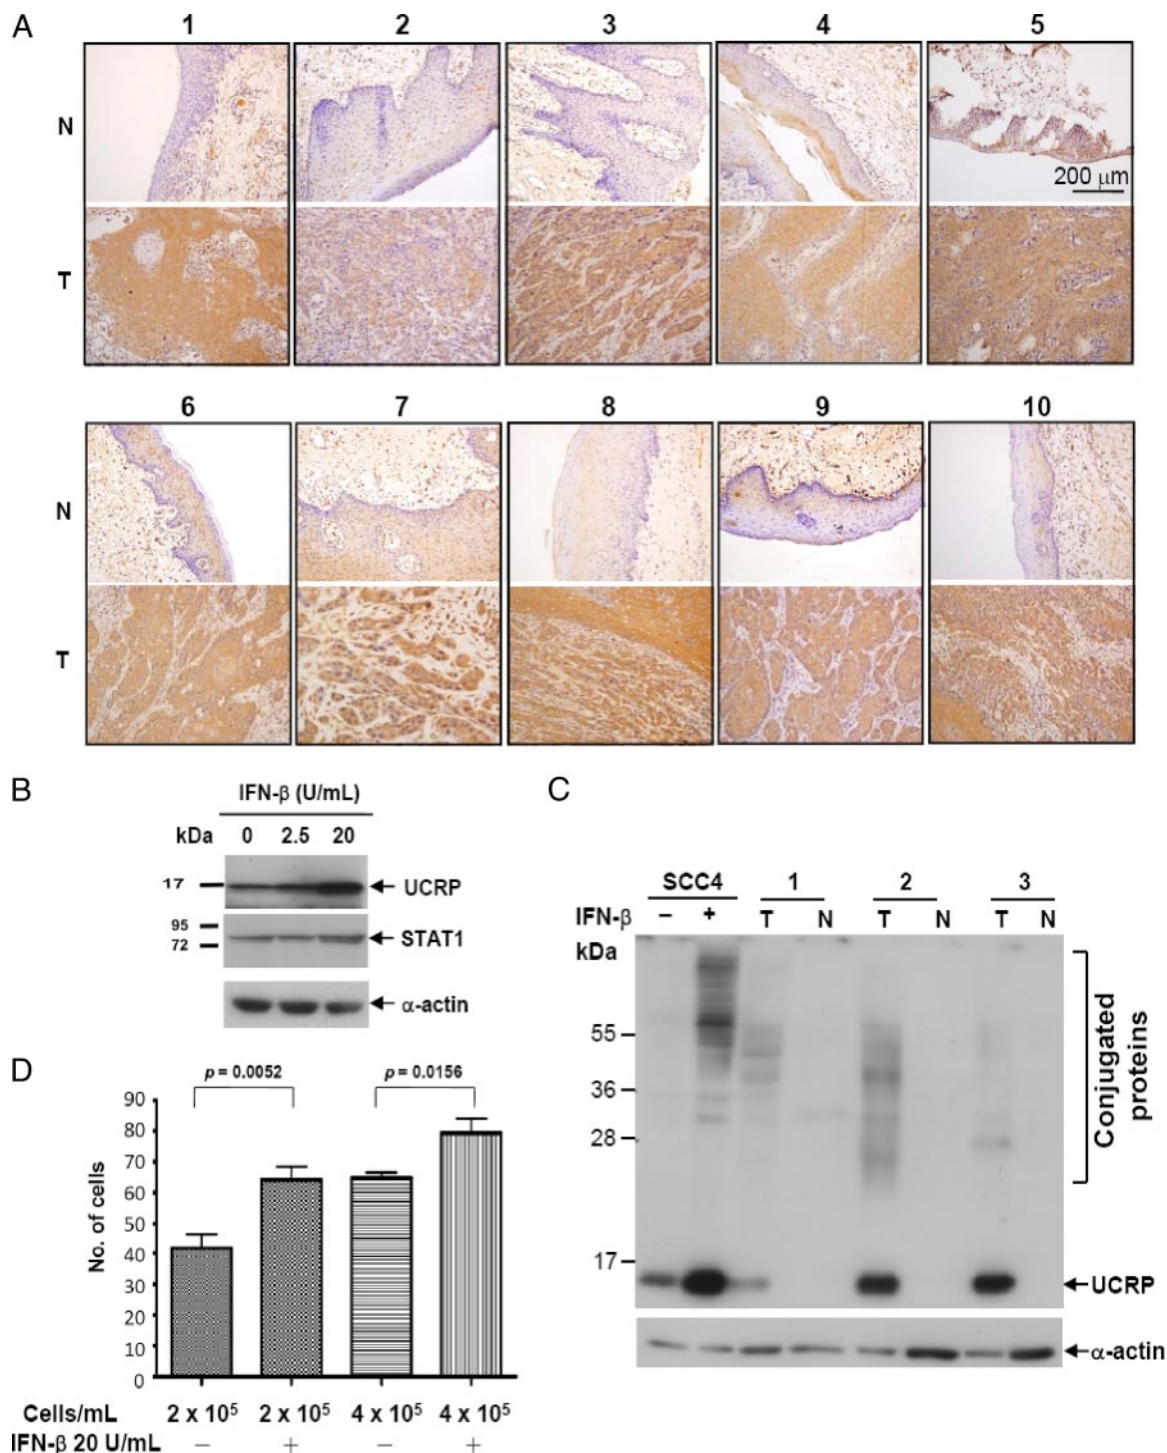 A
1 2 3 4 5
N
200 μm
T
6 7 8 9 10
N
T
B
IFN-β (U/mL)
kDa 0 2.5 20
17 UCRP
95
72 STAT1
α-actin
C
SCC4 1 2 3
IFN-β – + T N T N T N
kDa
55
36
28
17
Conjugated proteins
UCRP
α-actin
D
p = 0.0052 p = 0.0156
No. of cells
90
80
70
60
50
40
30
20
10
0
Cells/mL 2 x 10⁵ 2 x 10⁵ 4 x 10⁵ 4 x 10⁵
IFN-β 20 U/mL – + – +